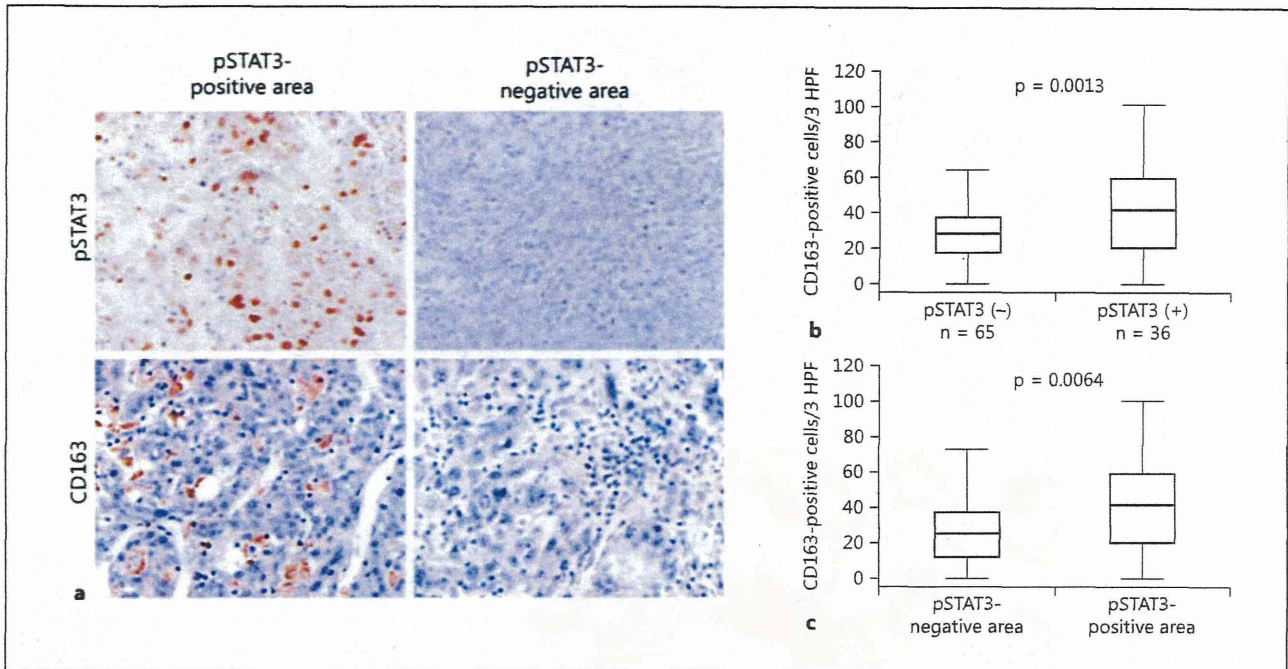 pSTAT3-
positive area
pSTAT3-
negative area
pSTAT3
CD163
a
CD163-positive cells/3 HPF
120
100
80
60
40
20
0
p = 0.0013
pSTAT3 (–)
n = 65
pSTAT3 (+)
n = 36
b
CD163-positive cells/3 HPF
120
100
80
60
40
20
0
p = 0.0064
pSTAT3-
negative area
pSTAT3-
positive area
c